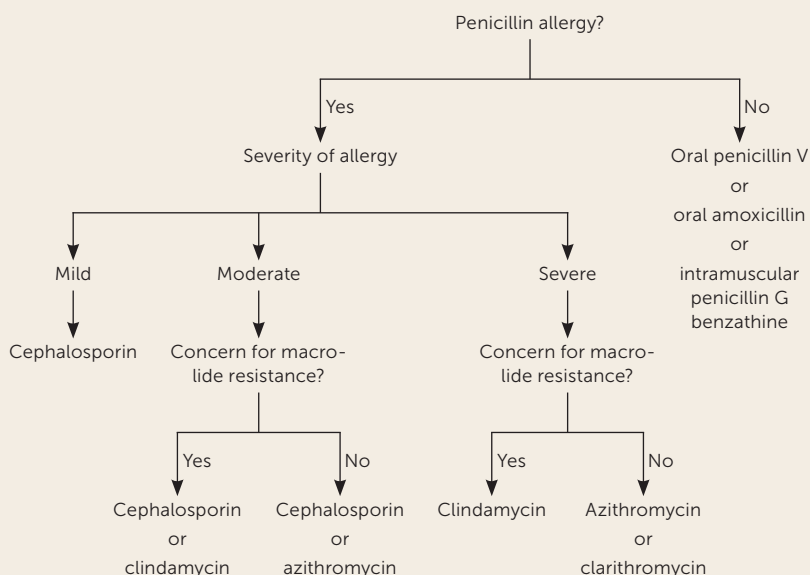 Penicillin allergy?
Yes
No
Severity of allergy
Oral penicillin V
or
oral amoxicillin
or
intramuscular
penicillin G
benzathine
Mild
Moderate
Severe
Cephalosporin
Concern for macro-
lide resistance?
Concern for macro-
lide resistance?
Yes
No
Yes
No
Cephalosporin
or
clindamycin
Cephalosporin
or
azithromycin
Clindamycin
Azithromycin
or
clarithromycin